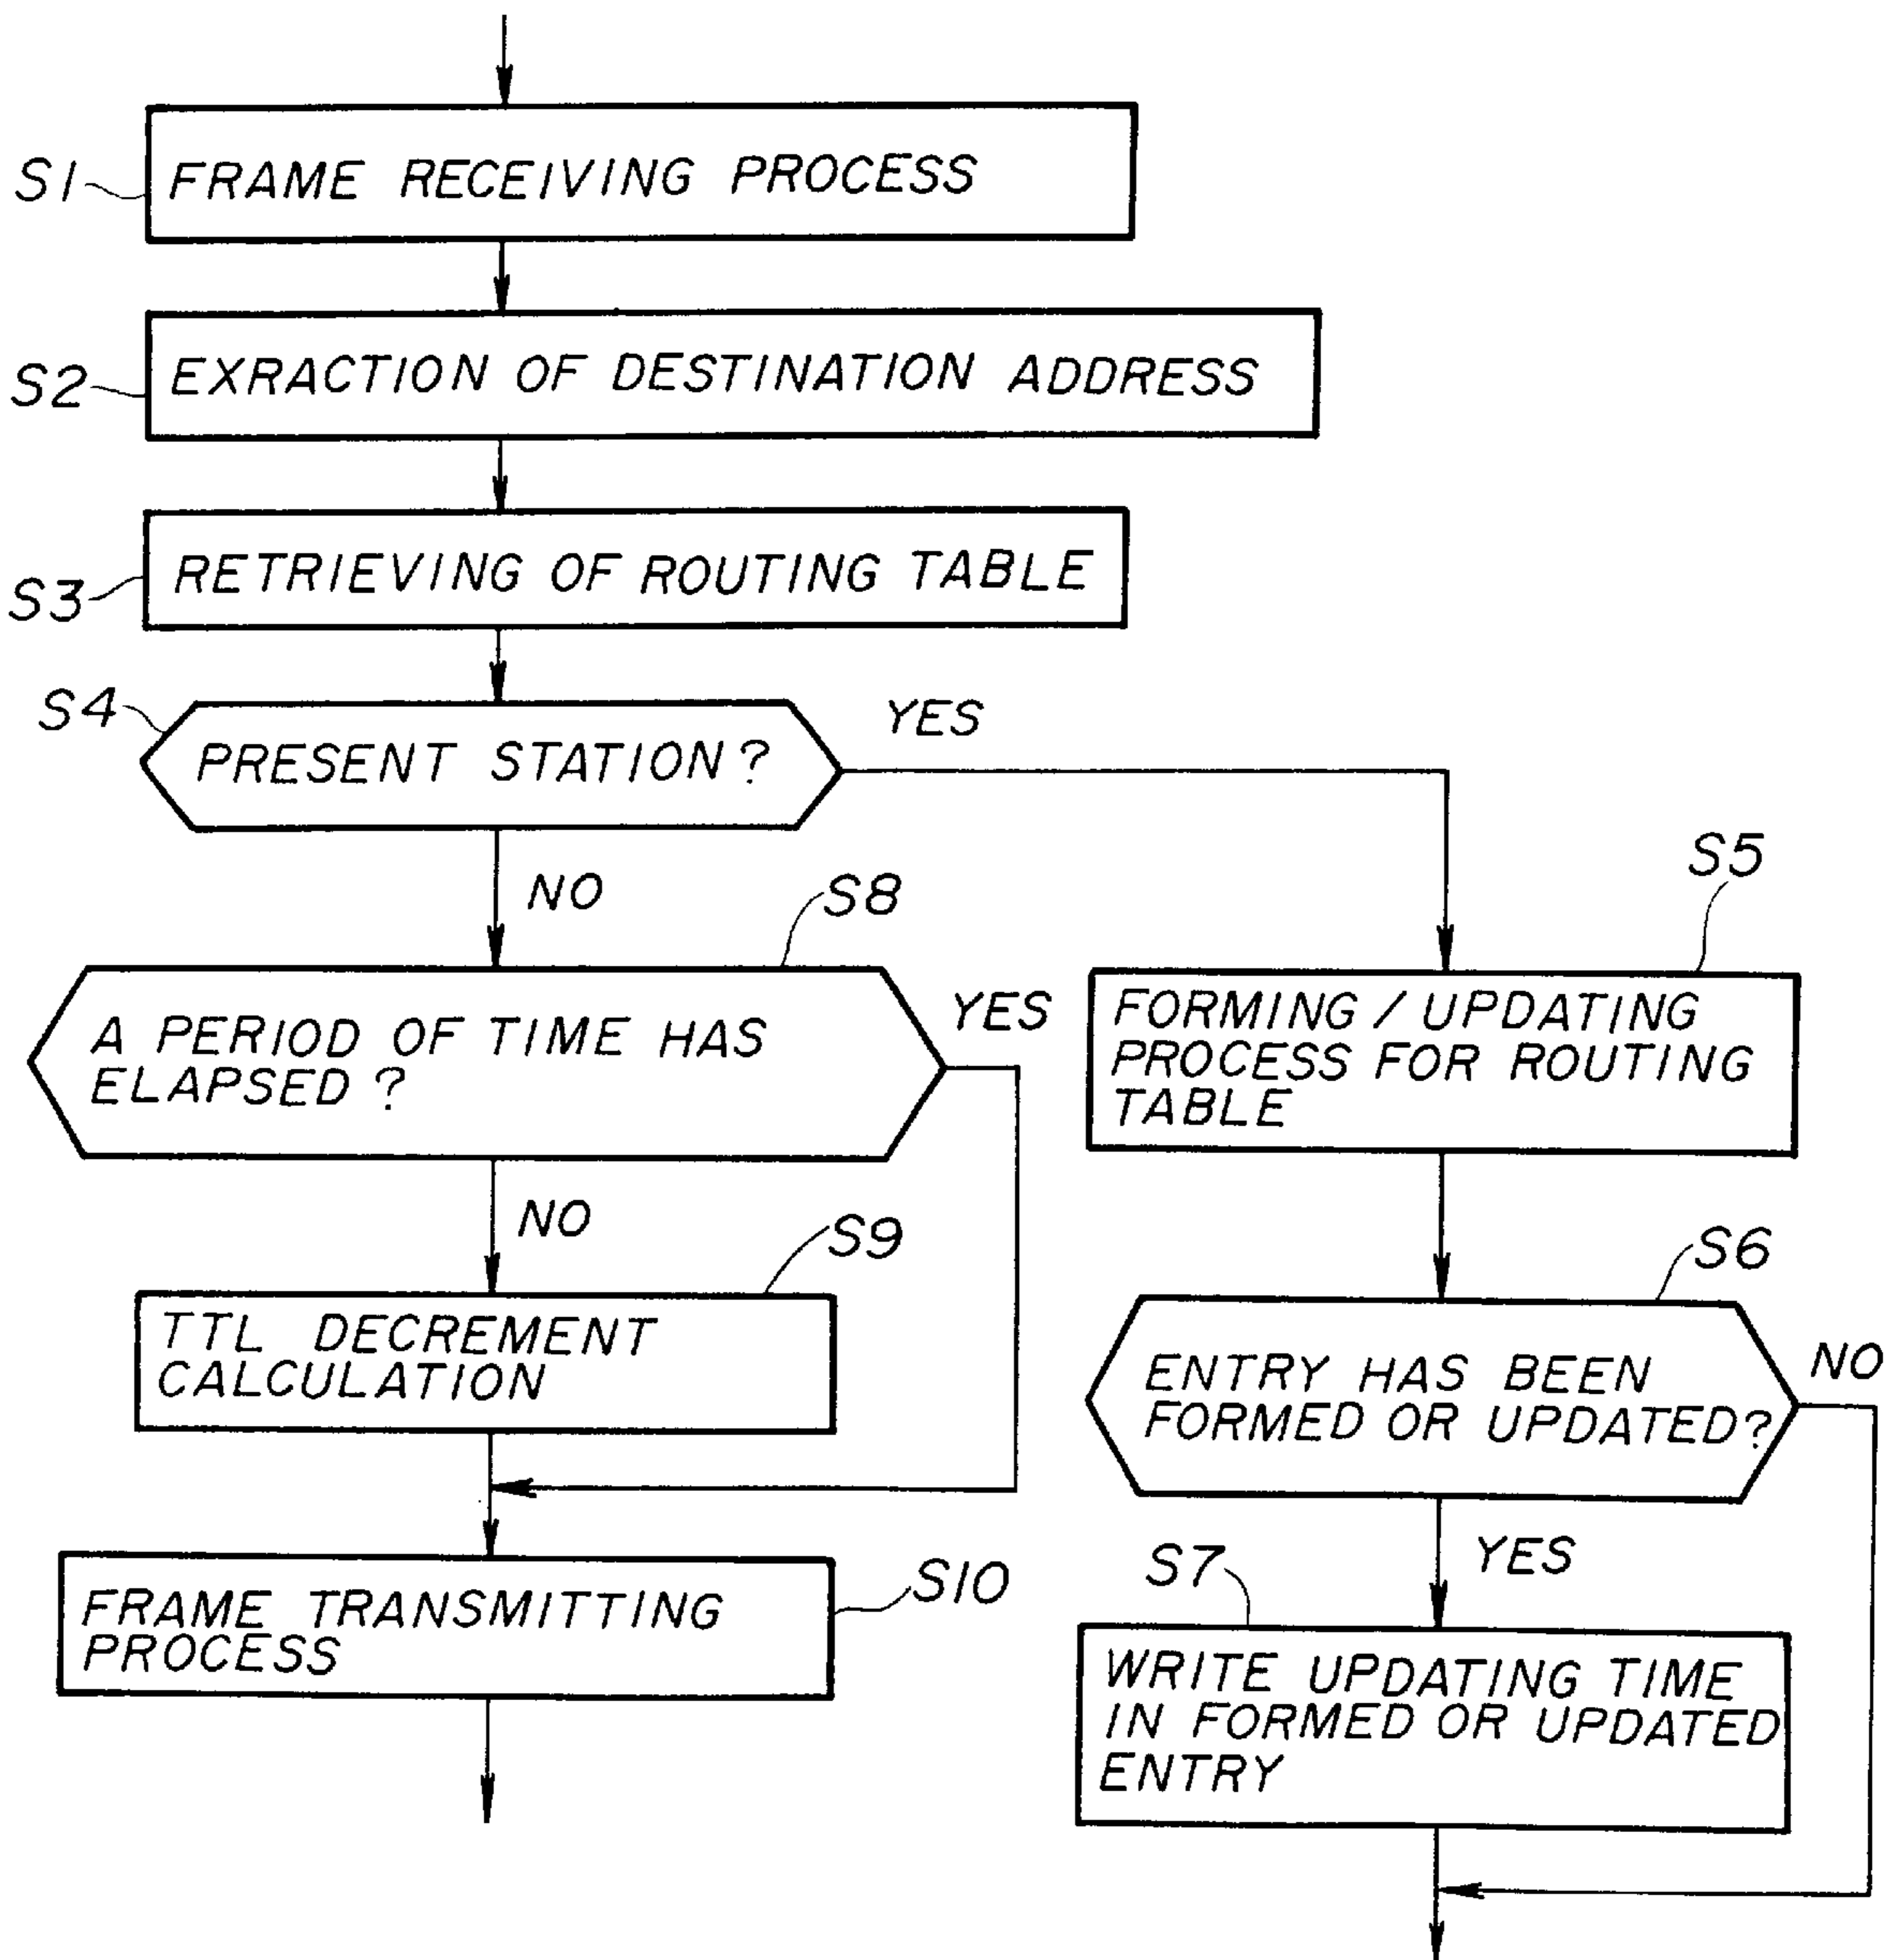 S1
FRAME RECEIVING PROCESS
S2
EXRACTION OF DESTINATION ADDRESS
S3
RETRIEVING OF ROUTING TABLE
S4
PRESENT STATION?
YES
NO
S8
A PERIOD OF TIME HAS
ELAPSED?
YES
NO
S9
TTL DECREMENT
CALCULATION
FRAME TRANSMITTING
PROCESS
S10
S5
FORMING/UPDATING
PROCESS FOR ROUTING
TABLE
S6
ENTRY HAS BEEN
FORMED OR UPDATED?
NO
YES
S7
WRITE UPDATING TIME
IN FORMED OR UPDATED
ENTRY